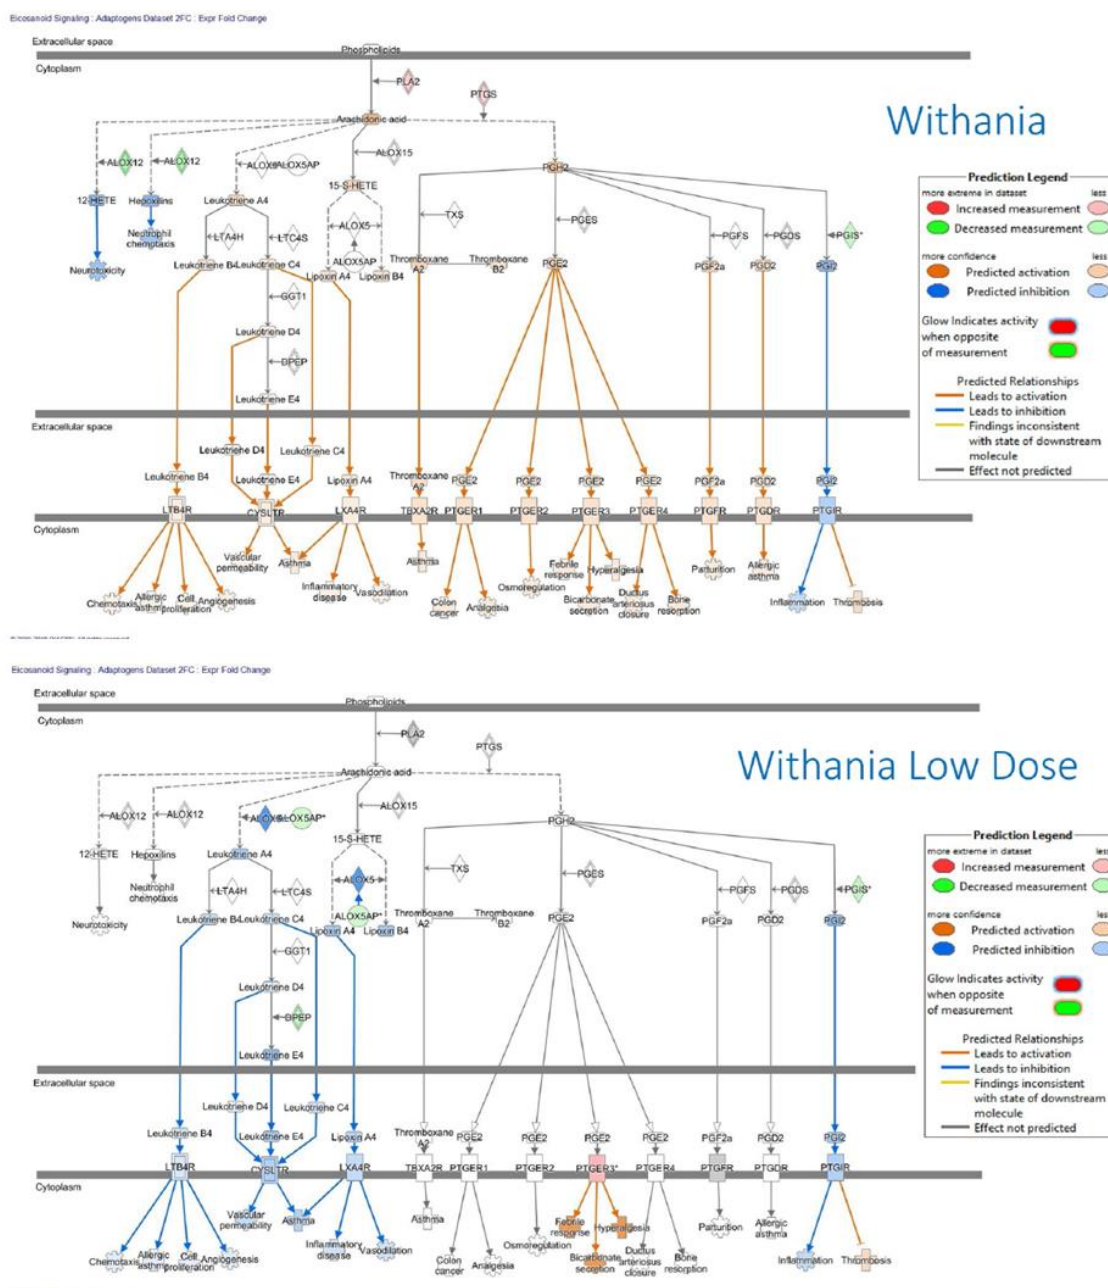 Eicosanoid Signaling : Adaptogens Dataset 2FC : Expr Fold Change
Extracellular space
Phospholipids
Cytoplasm
PLA2
PTGS
Withania
Arachidonic acid
ALOX12
ALOX12
ALOX5AP
ALOX15
PGH2
15-S-HETE
12-HETE
Hepoxilins
Leukotriene A4
Neutrophil
chemotaxis
LTA4H
LTC4S
ALOX5
ALOX5AP
TXS
PGES
PGFS
PGDS
PGIS*
Neurotoxicity
Leukotriene B4
Leukotriene C4
Lipoxin A4
Lipoxin B4
Thromboxane
A2
Thromboxane
B2
PGE2
PGF2a
PGD2
PGI2
GGT1
Leukotriene D4
DPEP
Leukotriene E4
Extracellular space
Leukotriene D4
Leukotriene C4
Leukotriene B4
Leukotriene E4
Lipoxin A4
Thromboxane
A2
PGE2
PGE2
PGE2
PGE2
PGF2a
PGD2
PGI2
LTB4R
CYSLTR
LXA4R
TBXA2R
PTGER1
PTGER2
PTGER3
PTGER4
PTGFR
PTGDR
PTGIR
Cytoplasm
Chemotaxis
Allergic
asthma
Cell
proliferation
Angiogenesis
Vascular
permeability
Asthma
Inflammatory
disease
Vasodilation
Asthma
Colon
cancer
Analgesia
Osmoregulation
Febrile
response
Bicarbonate
secretion
Hyperalgesia
Ductus
arteriosus
closure
Bone
resorption
Parturition
Allergic
asthma
Inflammation
Thrombosis
Prediction Legend
more extreme in dataset
less
Increased measurement
Decreased measurement
more confidence
less
Predicted activation
Predicted inhibition
Glow Indicates activity
when opposite
of measurement
Predicted Relationships
Leads to activation
Leads to inhibition
Findings inconsistent
with state of downstream
molecule
Effect not predicted
Eicosanoid Signaling : Adaptogens Dataset 2FC : Expr Fold Change
Extracellular space
Phospholipids
Cytoplasm
PLA2
PTGS
Withania Low Dose
Arachidonic acid
ALOX12
ALOX12
ALOX5AP*
ALOX15
PGH2
15-S-HETE
12-HETE
Hepoxilins
Leukotriene A4
Neutrophil
chemotaxis
LTA4H
LTC4S
ALOX5
ALOX5AP*
TXS
PGES
PGFS
PGDS
PGIS*
Neurotoxicity
Leukotriene B4
Leukotriene C4
Lipoxin A4
Lipoxin B4
Thromboxane
A2
Thromboxane
B2
PGE2
PGF2a
PGD2
PGI2
GGT1
Leukotriene D4
DPEP
Leukotriene E4
Extracellular space
Leukotriene D4
Leukotriene C4
Leukotriene B4
Leukotriene E4
Lipoxin A4
Thromboxane
A2
PGE2
PGE2
PGE2
PGE2
PGF2a
PGD2
PGI2
LTB4R
CYSLTR
LXA4R
TBXA2R
PTGER1
PTGER2
PTGER3*
PTGER4
PTGFR
PTGDR
PTGIR
Cytoplasm
Chemotaxis
Allergic
asthma
Cell
proliferation
Angiogenesis
Vascular
permeability
Asthma
Inflammatory
disease
Vasodilation
Asthma
Colon
cancer
Analgesia
Osmoregulation
Febrile
response
Bicarbonate
secretion
Hyperalgesia
Ductus
arteriosus
closure
Bone
resorption
Parturition
Allergic
asthma
Inflammation
Thrombosis
Prediction Legend
more extreme in dataset
less
Increased measurement
Decreased measurement
more confidence
less
Predicted activation
Predicted inhibition
Glow Indicates activity
when opposite
of measurement
Predicted Relationships
Leads to activation
Leads to inhibition
Findings inconsistent
with state of downstream
molecule
Effect not predicted